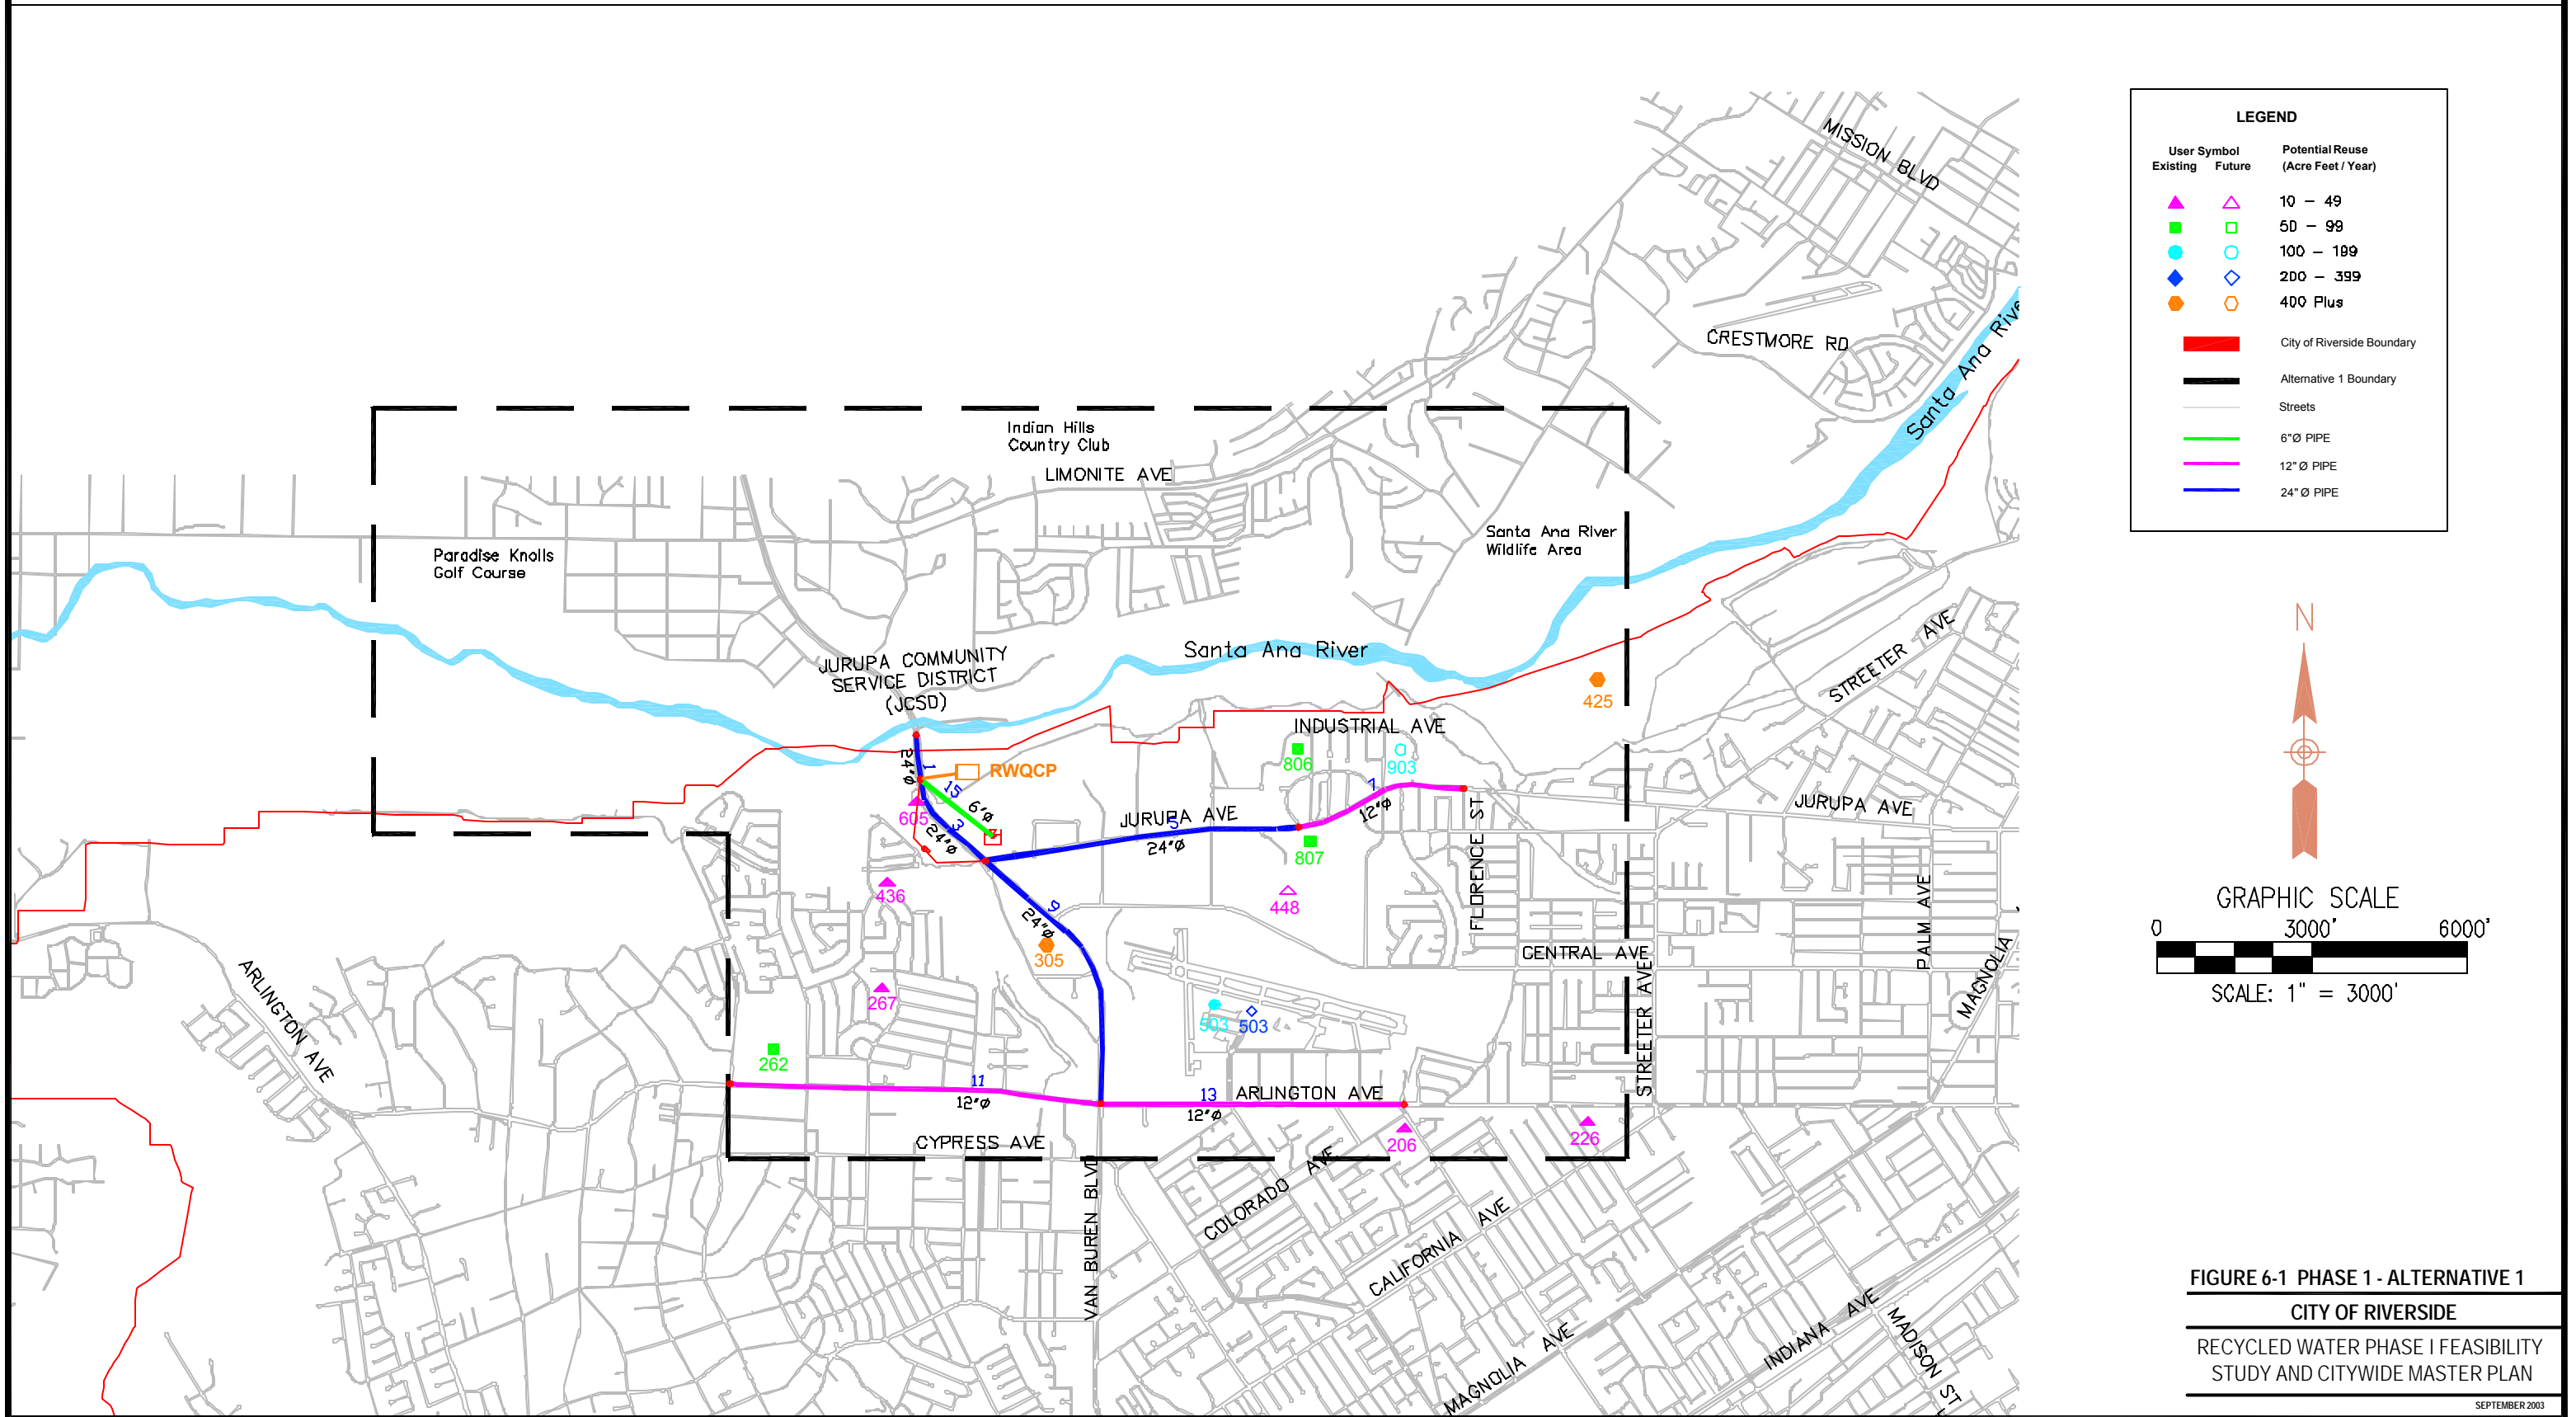 MISSION BLVD
CRESTMORE RD
Santa Ana River
Indian Hills
Country Club
LIMONITE AVE
Paradise Knolls
Golf Course
Santa Ana River
Wildlife Area
JURUPA COMMUNITY
SERVICE DISTRICT
(JCSD)
Santa Ana River
STREETER AVE
425
INDUSTRIAL AVE
806
903
24"Ø
1
RWQCP
15
6"Ø
605
3
24"Ø
JURUPA AVE
5
24"Ø
7
12"Ø
807
JURUPA AVE
FLORENCE ST
436
448
9
24"Ø
305
CENTRAL AVE
PALM AVE
MAGNOLIA
ARLINGTON AVE
267
503
503
STREETER AVE
262
11
12"Ø
13
12"Ø
ARLINGTON AVE
CYPRESS AVE
206
226
VAN BUREN BLVD
COLORADO AVE
CALIFORNIA AVE
MAGNOLIA AVE
INDIANA AVE
MADISON ST
LEGEND
User Symbol
Existing Future
Potential Reuse
(Acre Feet / Year)
10 - 49
50 - 99
100 - 199
200 - 399
400 Plus
City of Riverside Boundary
Alternative 1 Boundary
Streets
6"Ø PIPE
12" Ø PIPE
24" Ø PIPE
N
GRAPHIC SCALE
0 3000' 6000'
SCALE: 1" = 3000'
FIGURE 6-1 PHASE 1 - ALTERNATIVE 1
CITY OF RIVERSIDE
RECYCLED WATER PHASE I FEASIBILITY
STUDY AND CITYWIDE MASTER PLAN
SEPTEMBER 2003